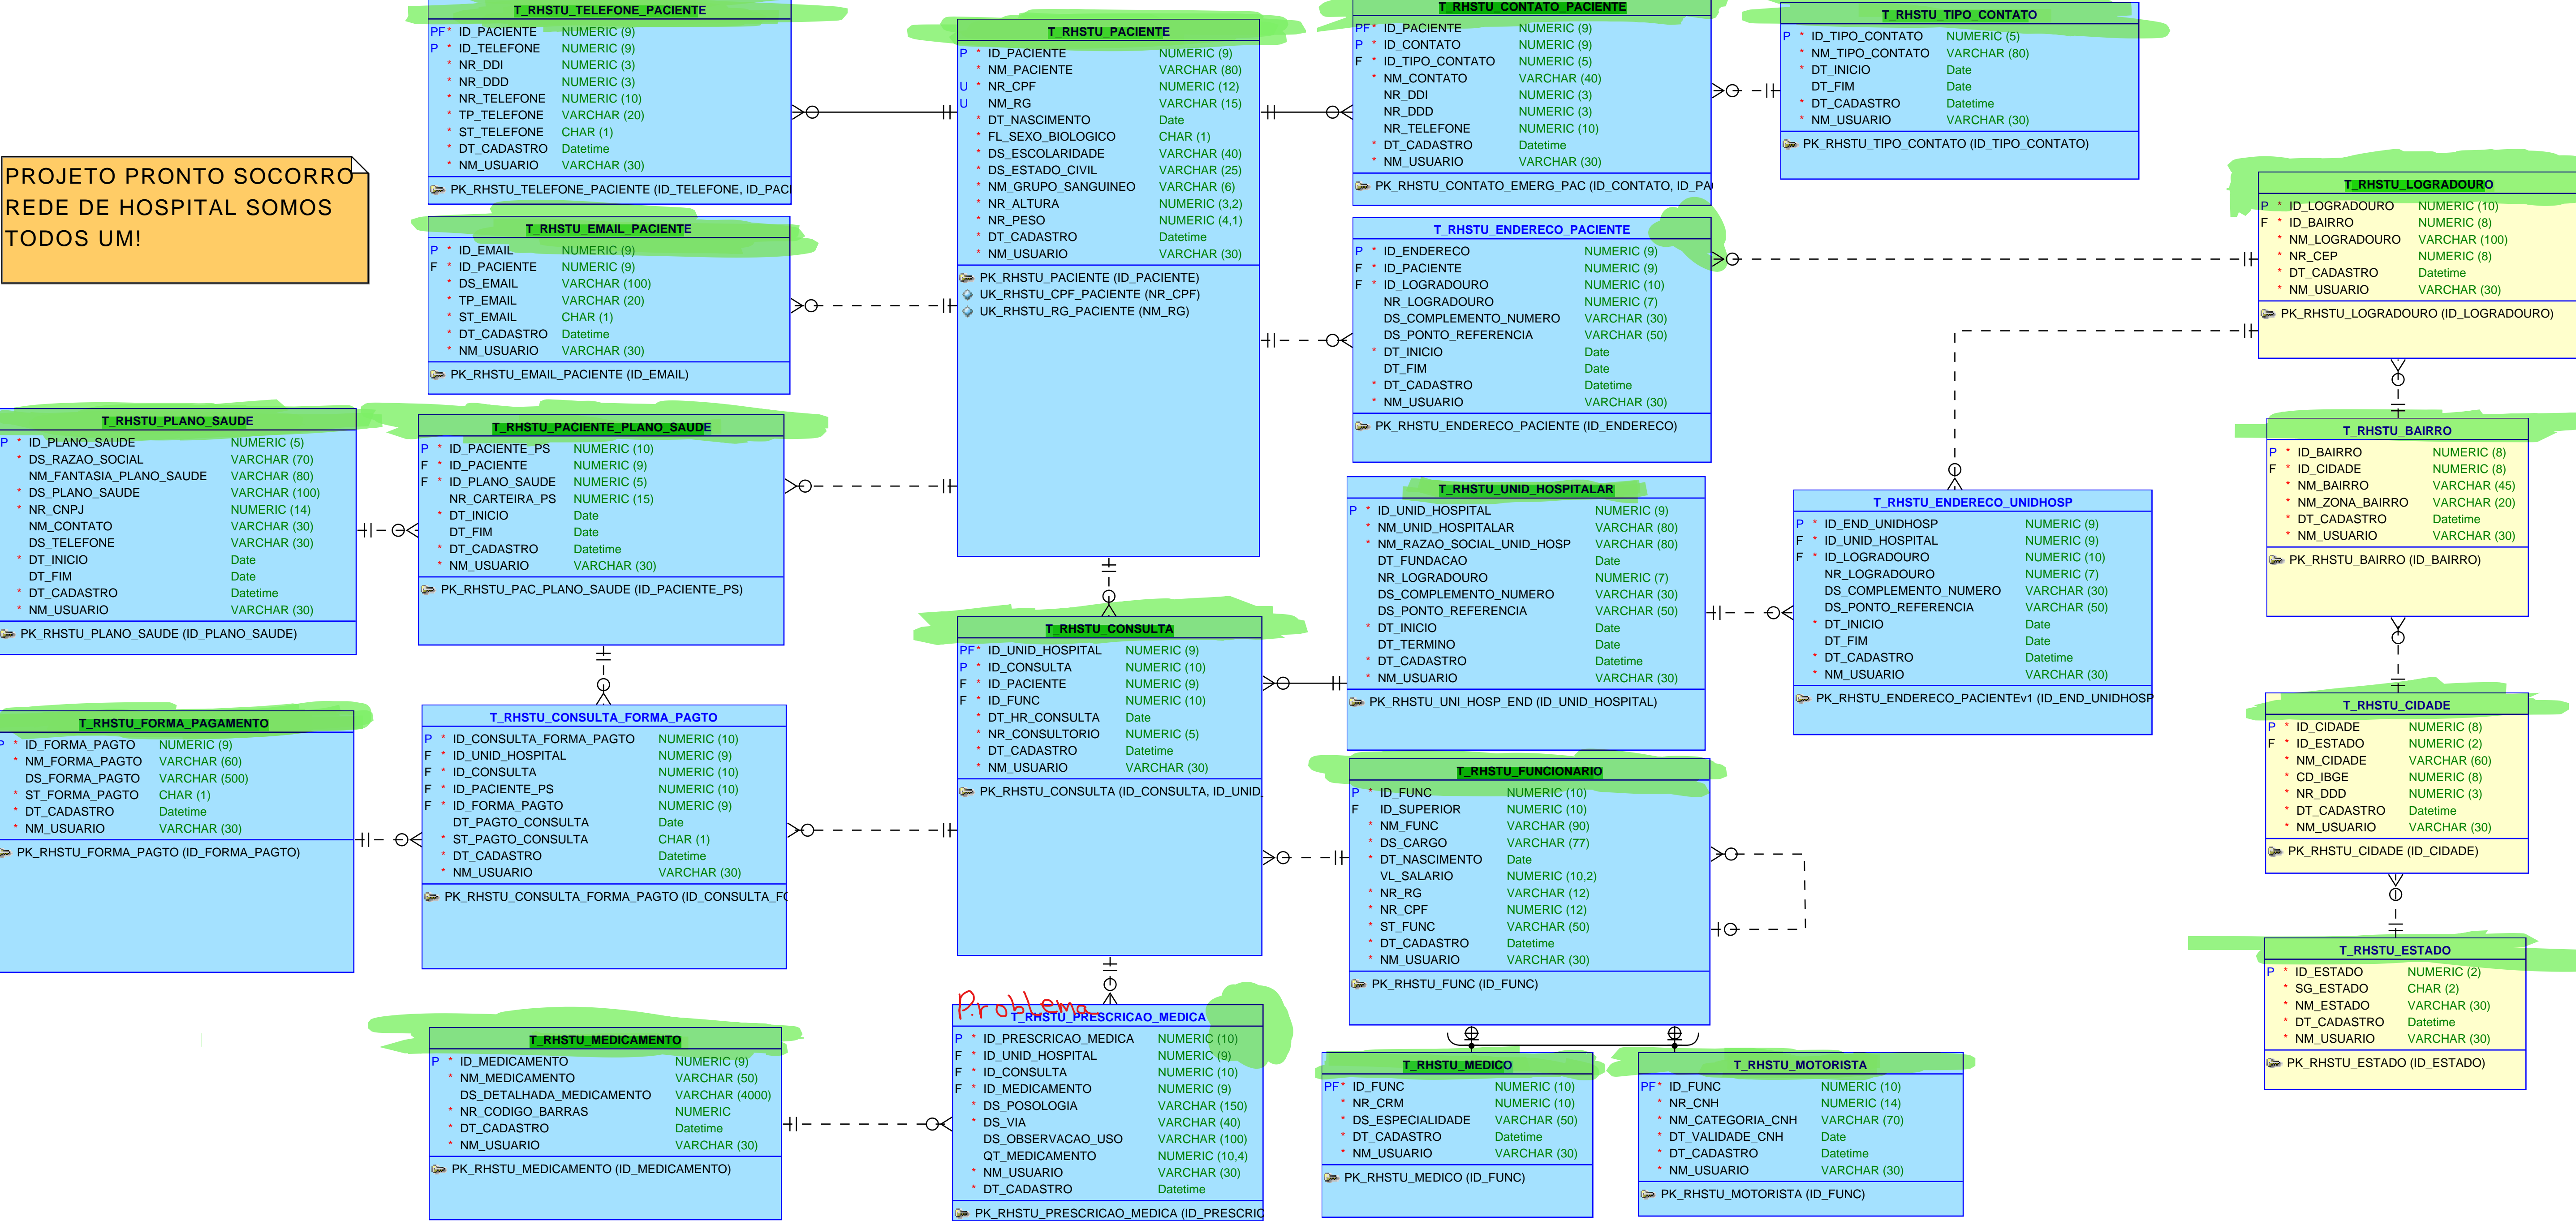 T_RHSTU_TELEFONE_PACIENTE
PF * ID_PACIENTE NUMERIC (9)
P * ID_TELEFONE NUMERIC (9)
* NR_DDI NUMERIC (3)
* NR_DDD NUMERIC (3)
* NR_TELEFONE NUMERIC (10)
* TP_TELEFONE VARCHAR (20)
* ST_TELEFONE CHAR (1)
* DT_CADASTRO Datetime
* NM_USUARIO VARCHAR (30)
PK_RHSTU_TELEFONE_PACIENTE (ID_TELEFONE, ID_PACI
T_RHSTU_PACIENTE
P * ID_PACIENTE NUMERIC (9)
* NM_PACIENTE VARCHAR (80)
U * NR_CPF NUMERIC (12)
U NM_RG VARCHAR (15)
* DT_NASCIMENTO Date
* FL_SEXO_BIOLOGICO CHAR (1)
* DS_ESCOLARIDADE VARCHAR (40)
* DS_ESTADO_CIVIL VARCHAR (25)
* NM_GRUPO_SANGUINEO VARCHAR (6)
* NR_ALTURA NUMERIC (3,2)
* NR_PESO NUMERIC (4,1)
* DT_CADASTRO Datetime
* NM_USUARIO VARCHAR (30)
PK_RHSTU_PACIENTE (ID_PACIENTE)
UK_RHSTU_CPF_PACIENTE (NR_CPF)
UK_RHSTU_RG_PACIENTE (NM_RG)
T_RHSTU_CONTATO_PACIENTE
PF * ID_PACIENTE NUMERIC (9)
P * ID_CONTATO NUMERIC (9)
F * ID_TIPO_CONTATO NUMERIC (5)
* NM_CONTATO VARCHAR (40)
NR_DDI NUMERIC (3)
NR_DDD NUMERIC (3)
NR_TELEFONE NUMERIC (10)
* DT_CADASTRO Datetime
* NM_USUARIO VARCHAR (30)
PK_RHSTU_CONTATO_EMERG_PAC (ID_CONTATO, ID_PA
T_RHSTU_TIPO_CONTATO
P * ID_TIPO_CONTATO NUMERIC (5)
* NM_TIPO_CONTATO VARCHAR (80)
* DT_INICIO Date
DT_FIM Date
* DT_CADASTRO Datetime
* NM_USUARIO VARCHAR (30)
PK_RHSTU_TIPO_CONTATO (ID_TIPO_CONTATO)
PROJETO PRONTO SOCORRO
REDE DE HOSPITAL SOMOS
TODOS UM!
T_RHSTU_EMAIL_PACIENTE
P * ID_EMAIL NUMERIC (9)
F * ID_PACIENTE NUMERIC (9)
* DS_EMAIL VARCHAR (100)
* TP_EMAIL VARCHAR (20)
* ST_EMAIL CHAR (1)
* DT_CADASTRO Datetime
* NM_USUARIO VARCHAR (30)
PK_RHSTU_EMAIL_PACIENTE (ID_EMAIL)
T_RHSTU_ENDERECO_PACIENTE
P * ID_ENDERECO NUMERIC (9)
F * ID_PACIENTE NUMERIC (9)
F * ID_LOGRADOURO NUMERIC (10)
NR_LOGRADOURO NUMERIC (7)
DS_COMPLEMENTO_NUMERO VARCHAR (30)
DS_PONTO_REFERENCIA VARCHAR (50)
* DT_INICIO Date
DT_FIM Date
* DT_CADASTRO Datetime
* NM_USUARIO VARCHAR (30)
PK_RHSTU_ENDERECO_PACIENTE (ID_ENDERECO)
T_RHSTU_LOGRADOURO
P * ID_LOGRADOURO NUMERIC (10)
F * ID_BAIRRO NUMERIC (8)
* NM_LOGRADOURO VARCHAR (100)
* NR_CEP NUMERIC (8)
* DT_CADASTRO Datetime
* NM_USUARIO VARCHAR (30)
PK_RHSTU_LOGRADOURO (ID_LOGRADOURO)
T_RHSTU_PLANO_SAUDE
P * ID_PLANO_SAUDE NUMERIC (5)
* DS_RAZAO_SOCIAL VARCHAR (70)
NM_FANTASIA_PLANO_SAUDE VARCHAR (80)
* DS_PLANO_SAUDE VARCHAR (100)
* NR_CNPJ NUMERIC (14)
NM_CONTATO VARCHAR (30)
DS_TELEFONE VARCHAR (30)
* DT_INICIO Date
DT_FIM Date
* DT_CADASTRO Datetime
* NM_USUARIO VARCHAR (30)
PK_RHSTU_PLANO_SAUDE (ID_PLANO_SAUDE)
T_RHSTU_PACIENTE_PLANO_SAUDE
P * ID_PACIENTE_PS NUMERIC (10)
F * ID_PACIENTE NUMERIC (9)
F * ID_PLANO_SAUDE NUMERIC (5)
NR_CARTEIRA_PS NUMERIC (15)
* DT_INICIO Date
DT_FIM Date
* DT_CADASTRO Datetime
* NM_USUARIO VARCHAR (30)
PK_RHSTU_PAC_PLANO_SAUDE (ID_PACIENTE_PS)
T_RHSTU_UNID_HOSPITALAR
P * ID_UNID_HOSPITAL NUMERIC (9)
* NM_UNID_HOSPITALAR VARCHAR (80)
* NM_RAZAO_SOCIAL_UNID_HOSP VARCHAR (80)
DT_FUNDACAO Date
NR_LOGRADOURO NUMERIC (7)
DS_COMPLEMENTO_NUMERO VARCHAR (30)
DS_PONTO_REFERENCIA VARCHAR (50)
* DT_INICIO Date
DT_TERMINO Date
* DT_CADASTRO Datetime
* NM_USUARIO VARCHAR (30)
PK_RHSTU_UNI_HOSP_END (ID_UNID_HOSPITAL)
T_RHSTU_ENDERECO_UNIDHOSP
P * ID_END_UNIDHOSP NUMERIC (9)
F * ID_UNID_HOSPITAL NUMERIC (9)
F * ID_LOGRADOURO NUMERIC (10)
NR_LOGRADOURO NUMERIC (7)
DS_COMPLEMENTO_NUMERO VARCHAR (30)
DS_PONTO_REFERENCIA VARCHAR (50)
* DT_INICIO Date
DT_FIM Date
* DT_CADASTRO Datetime
* NM_USUARIO VARCHAR (30)
PK_RHSTU_ENDERECO_PACIENTEv1 (ID_END_UNIDHOSP
T_RHSTU_BAIRRO
P * ID_BAIRRO NUMERIC (8)
F * ID_CIDADE NUMERIC (8)
* NM_BAIRRO VARCHAR (45)
* NM_ZONA_BAIRRO VARCHAR (20)
* DT_CADASTRO Datetime
* NM_USUARIO VARCHAR (30)
PK_RHSTU_BAIRRO (ID_BAIRRO)
T_RHSTU_CONSULTA
PF * ID_UNID_HOSPITAL NUMERIC (9)
P * ID_CONSULTA NUMERIC (10)
F * ID_PACIENTE NUMERIC (9)
F * ID_FUNC NUMERIC (10)
* DT_HR_CONSULTA Date
* NR_CONSULTORIO NUMERIC (5)
* DT_CADASTRO Datetime
* NM_USUARIO VARCHAR (30)
PK_RHSTU_CONSULTA (ID_CONSULTA, ID_UNID_
T_RHSTU_FORMA_PAGAMENTO
P * ID_FORMA_PAGTO NUMERIC (9)
* NM_FORMA_PAGTO VARCHAR (60)
DS_FORMA_PAGTO VARCHAR (500)
* ST_FORMA_PAGTO CHAR (1)
* DT_CADASTRO Datetime
* NM_USUARIO VARCHAR (30)
PK_RHSTU_FORMA_PAGTO (ID_FORMA_PAGTO)
T_RHSTU_CONSULTA_FORMA_PAGTO
P * ID_CONSULTA_FORMA_PAGTO NUMERIC (10)
F * ID_UNID_HOSPITAL NUMERIC (9)
F * ID_CONSULTA NUMERIC (10)
F * ID_PACIENTE_PS NUMERIC (10)
F * ID_FORMA_PAGTO NUMERIC (9)
DT_PAGTO_CONSULTA Date
* ST_PAGTO_CONSULTA CHAR (1)
* DT_CADASTRO Datetime
* NM_USUARIO VARCHAR (30)
PK_RHSTU_CONSULTA_FORMA_PAGTO (ID_CONSULTA_FO
T_RHSTU_FUNCIONARIO
P * ID_FUNC NUMERIC (10)
F ID_SUPERIOR NUMERIC (10)
* NM_FUNC VARCHAR (90)
* DS_CARGO VARCHAR (77)
* DT_NASCIMENTO Date
VL_SALARIO NUMERIC (10,2)
* NR_RG VARCHAR (12)
* NR_CPF NUMERIC (12)
* ST_FUNC VARCHAR (50)
* DT_CADASTRO Datetime
* NM_USUARIO VARCHAR (30)
PK_RHSTU_FUNC (ID_FUNC)
T_RHSTU_CIDADE
P * ID_CIDADE NUMERIC (8)
F * ID_ESTADO NUMERIC (2)
* NM_CIDADE VARCHAR (60)
* CD_IBGE NUMERIC (8)
* NR_DDD NUMERIC (3)
* DT_CADASTRO Datetime
* NM_USUARIO VARCHAR (30)
PK_RHSTU_CIDADE (ID_CIDADE)
T_RHSTU_ESTADO
P * ID_ESTADO NUMERIC (2)
* SG_ESTADO CHAR (2)
* NM_ESTADO VARCHAR (30)
* DT_CADASTRO Datetime
* NM_USUARIO VARCHAR (30)
PK_RHSTU_ESTADO (ID_ESTADO)
T_RHSTU_MEDICAMENTO
P * ID_MEDICAMENTO NUMERIC (9)
* NM_MEDICAMENTO VARCHAR (50)
DS_DETALHADA_MEDICAMENTO VARCHAR (4000)
* NR_CODIGO_BARRAS NUMERIC
* DT_CADASTRO Datetime
* NM_USUARIO VARCHAR (30)
PK_RHSTU_MEDICAMENTO (ID_MEDICAMENTO)
Problema
T_RHSTU_PRESCRICAO_MEDICA
P * ID_PRESCRICAO_MEDICA NUMERIC (10)
F * ID_UNID_HOSPITAL NUMERIC (9)
F * ID_CONSULTA NUMERIC (10)
F * ID_MEDICAMENTO NUMERIC (9)
* DS_POSOLOGIA VARCHAR (150)
* DS_VIA VARCHAR (40)
DS_OBSERVACAO_USO VARCHAR (100)
QT_MEDICAMENTO NUMERIC (10,4)
* NM_USUARIO VARCHAR (30)
* DT_CADASTRO Datetime
PK_RHSTU_PRESCRICAO_MEDICA (ID_PRESCRIC
T_RHSTU_MEDICO
PF * ID_FUNC NUMERIC (10)
* NR_CRM NUMERIC (10)
* DS_ESPECIALIDADE VARCHAR (50)
* DT_CADASTRO Datetime
* NM_USUARIO VARCHAR (30)
PK_RHSTU_MEDICO (ID_FUNC)
T_RHSTU_MOTORISTA
PF * ID_FUNC NUMERIC (10)
* NR_CNH NUMERIC (14)
* NM_CATEGORIA_CNH VARCHAR (70)
* DT_VALIDADE_CNH Date
* DT_CADASTRO Datetime
* NM_USUARIO VARCHAR (30)
PK_RHSTU_MOTORISTA (ID_FUNC)